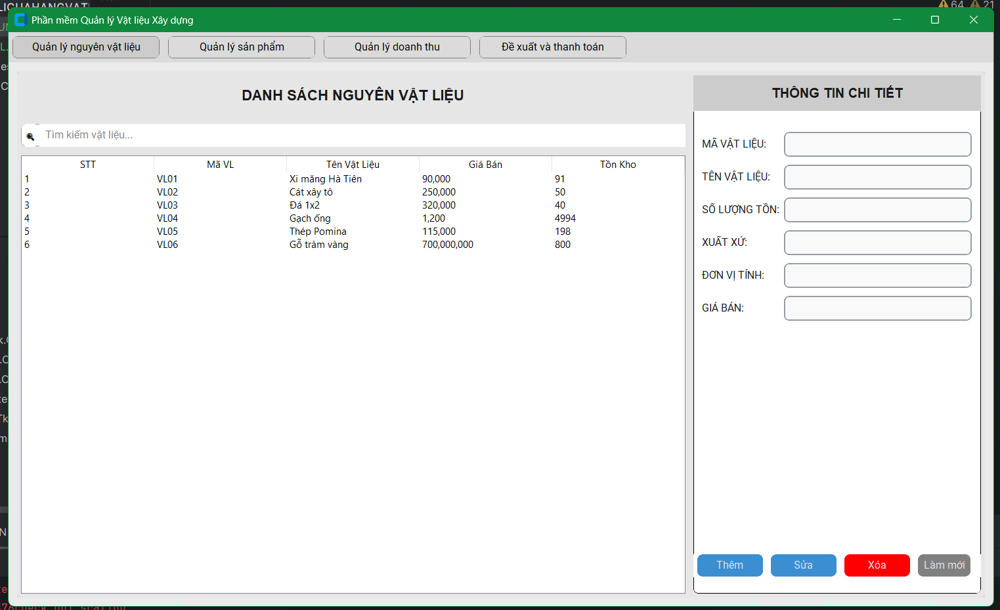 Phần mềm Quản lý Vật liệu Xây dựng
Quản lý nguyên vật liệu Quản lý sản phẩm Quản lý doanh thu Đề xuất và thanh toán
DANH SÁCH NGUYÊN VẬT LIỆU
Tìm kiếm vật liệu...
STT Mã VL Tên Vật Liệu Giá Bán Tồn Kho
1 VL01 Xi măng Hà Tiên 90,000 91
2 VL02 Cát xây tô 250,000 50
3 VL03 Đá 1x2 320,000 40
4 VL04 Gạch ống 1,200 4994
5 VL05 Thép Pomina 115,000 198
6 VL06 Gỗ tràm vàng 700,000,000 800
THÔNG TIN CHI TIẾT
MÃ VẬT LIỆU:
TÊN VẬT LIỆU:
SỐ LƯỢNG TỒN:
XUẤT XỨ:
ĐƠN VỊ TÍNH:
GIÁ BÁN:
Thêm Sửa Xóa Làm mới